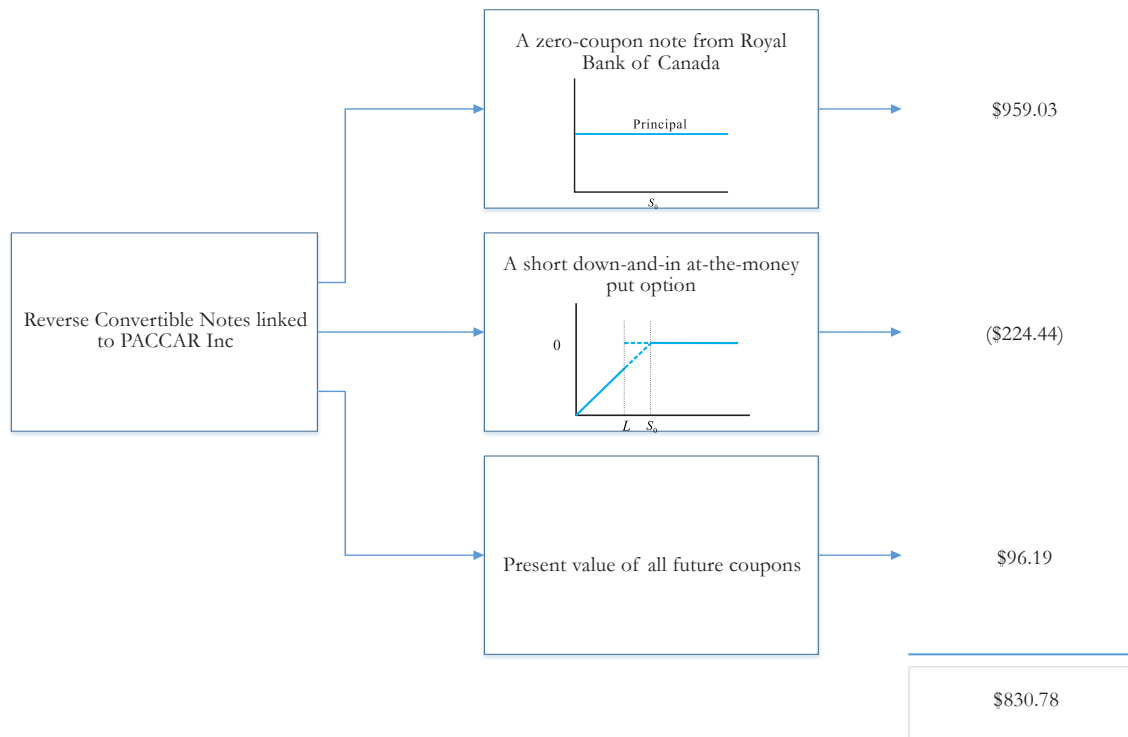 A zero-coupon note from Royal
Bank of Canada
Principal
S₀
$959.03
Reverse Convertible Notes linked
to PACCAR Inc
A short down-and-in at-the-money
put option
0
L S₀
($224.44)
Present value of all future coupons
$96.19
$830.78